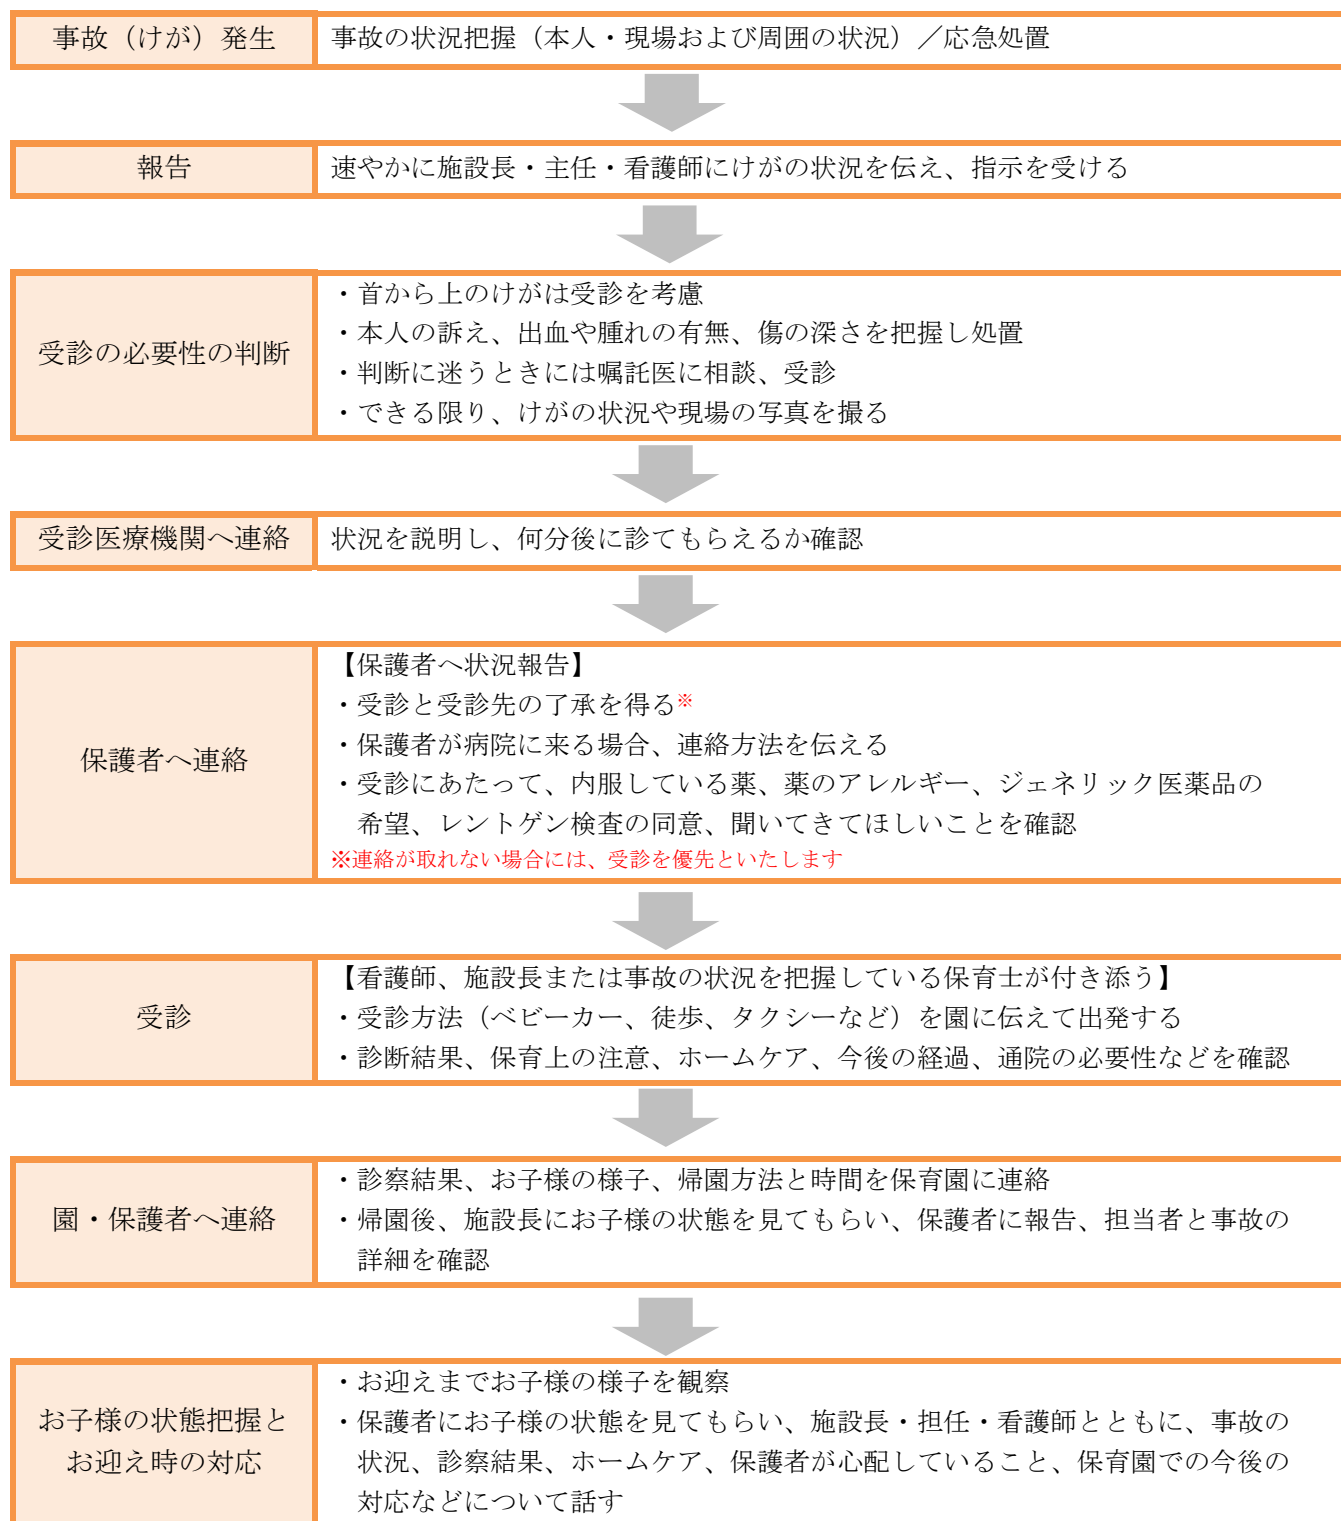 事故（けが）発生
事故の状況把握（本人・現場および周囲の状況）／応急処置
報告
速やかに施設長・主任・看護師にけがの状況を伝え、指示を受ける
受診の必要性の判断
・首から上のけがは受診を考慮
・本人の訴え、出血や腫れの有無、傷の深さを把握し処置
・判断に迷うときには嘱託医に相談、受診
・できる限り、けがの状況や現場の写真を撮る
受診医療機関へ連絡
状況を説明し、何分後に診てもらえるか確認
保護者へ連絡
【保護者へ状況報告】
・受診と受診先の了承を得る※
・保護者が病院に来る場合、連絡方法を伝える
・受診にあたって、内服している薬、薬のアレルギー、ジェネリック医薬品の
希望、レントゲン検査の同意、聞いてきてほしいことを確認
※連絡が取れない場合には、受診を優先といたします
受診
【看護師、施設長または事故の状況を把握している保育士が付き添う】
・受診方法（ベビーカー、徒歩、タクシーなど）を園に伝えて出発する
・診断結果、保育上の注意、ホームケア、今後の経過、通院の必要性などを確認
園・保護者へ連絡
・診察結果、お子様の様子、帰園方法と時間を保育園に連絡
・帰園後、施設長にお子様の状態を見てもらい、保護者に報告、担当者と事故の
詳細を確認
お子様の状態把握と
お迎え時の対応
・お迎えまでお子様の様子を観察
・保護者にお子様の状態を見てもらい、施設長・担任・看護師とともに、事故の
状況、診察結果、ホームケア、保護者が心配していること、保育園での今後の
対応などについて話す